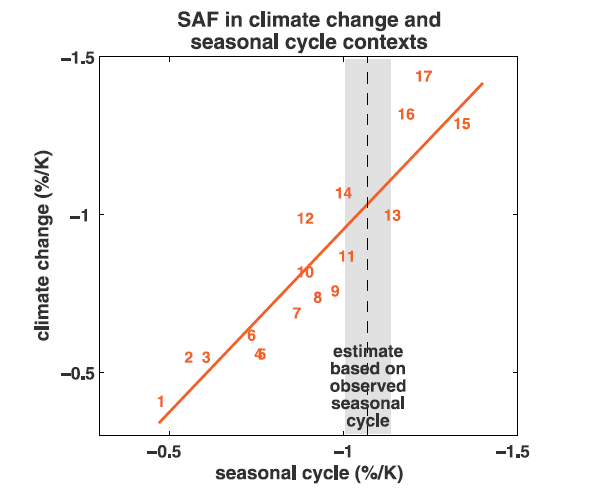 SAF in climate change and
seasonal cycle contexts
−1.5
17
16
15
14
13
12
−1
11
10
9
8
7
6
4
5
2
3
−0.5
1
estimate
based on
observed
seasonal
cycle
climate change (%/K)
−0.5
−1
−1.5
seasonal cycle (%/K)